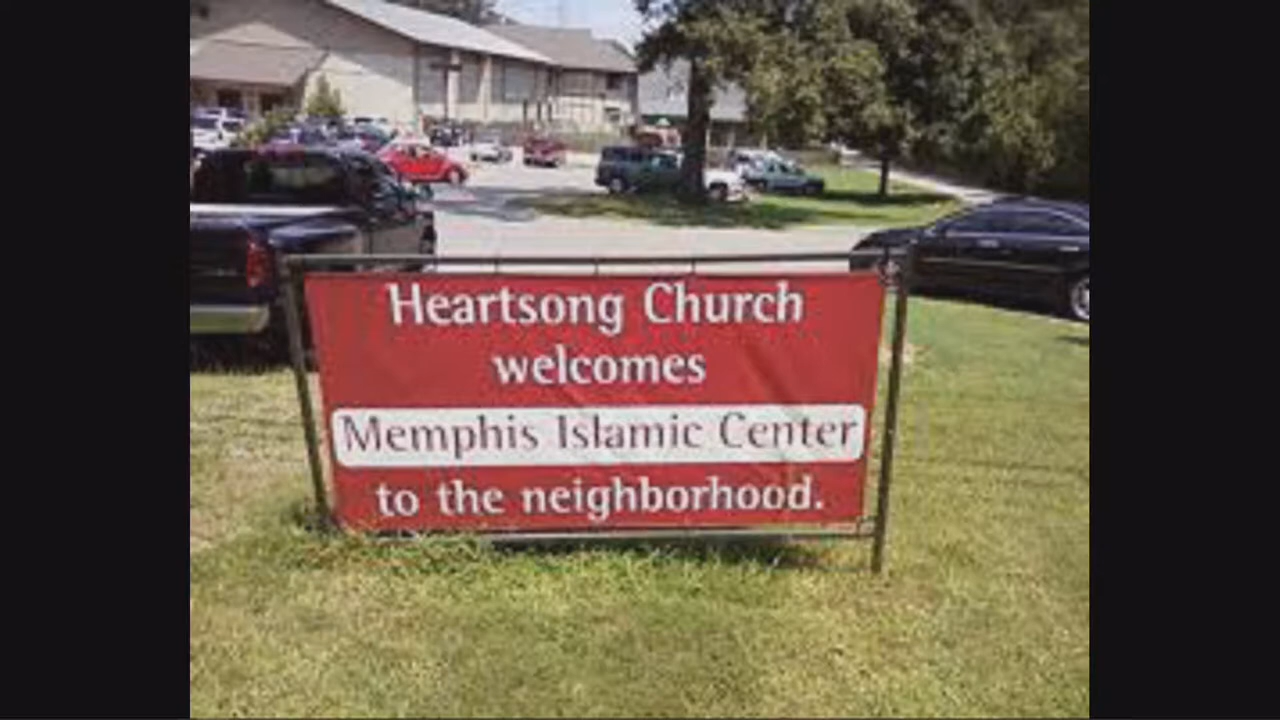 Heartsong Church
welcomes
Memphis Islamic Center
to the neighborhood.